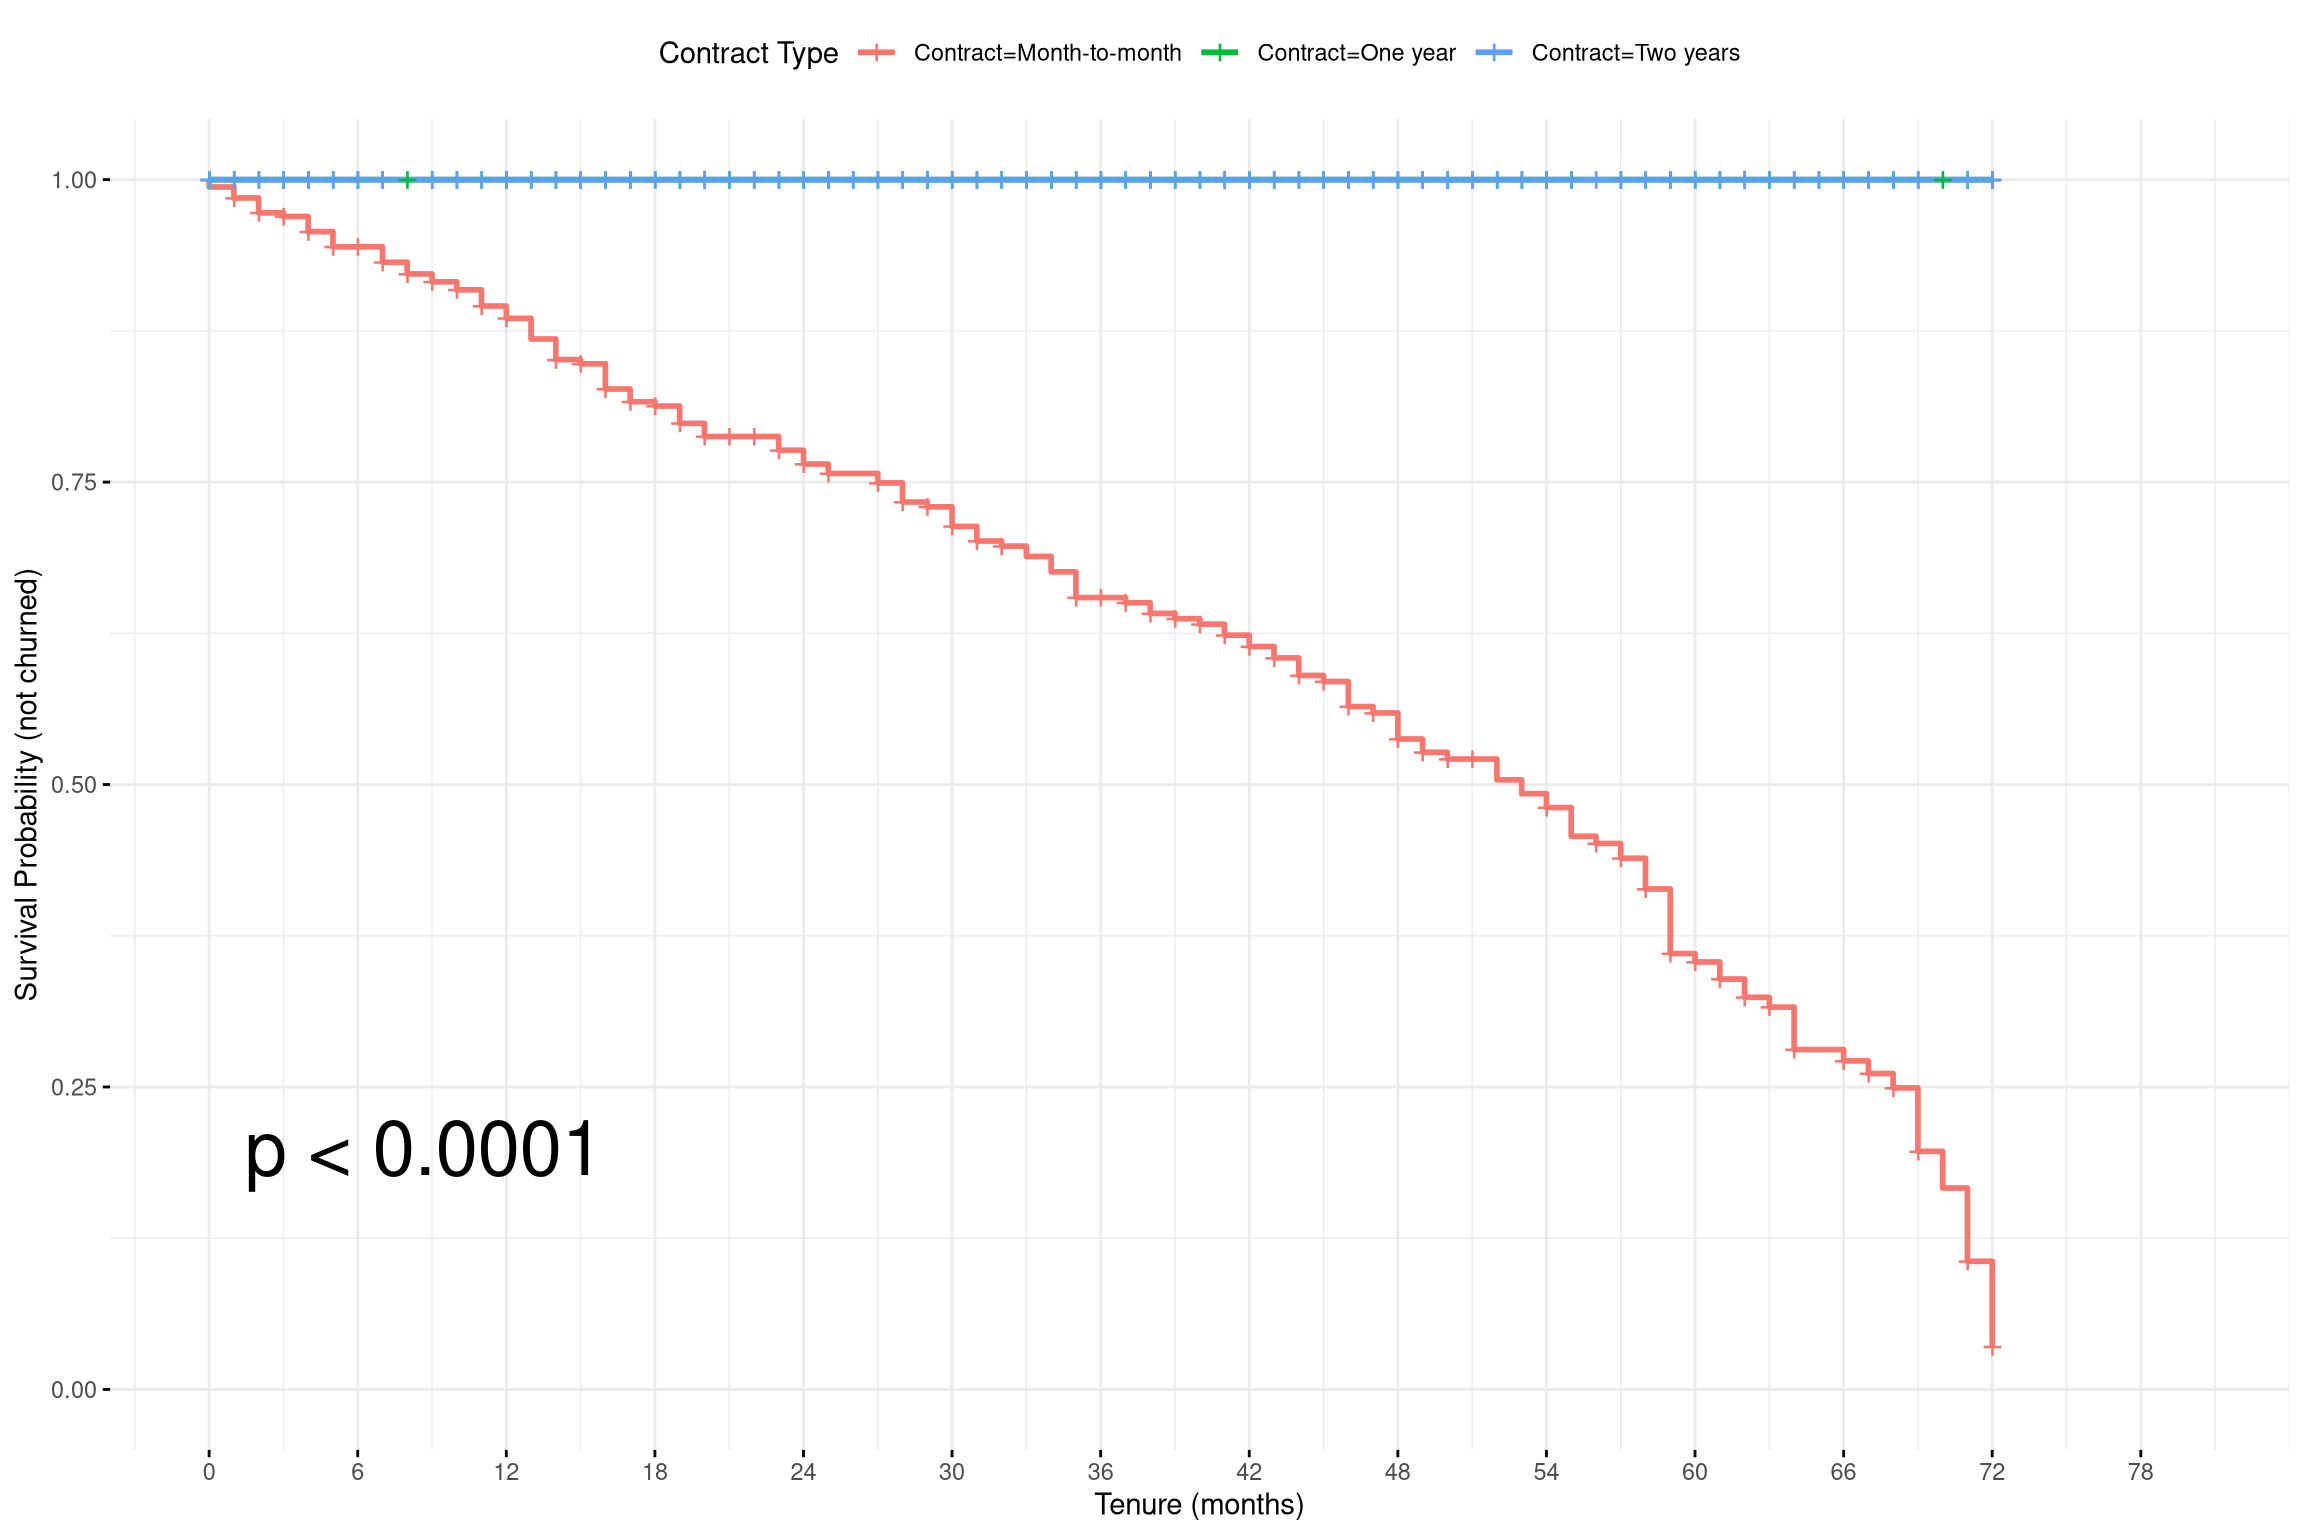 Contract Type Contract=Month-to-month Contract=One year Contract=Two years
Survival Probability (not churned)
1.00
0.75
0.50
0.25
0.00
p < 0.0001
0 6 12 18 24 30 36 42 48 54 60 66 72 78
Tenure (months)